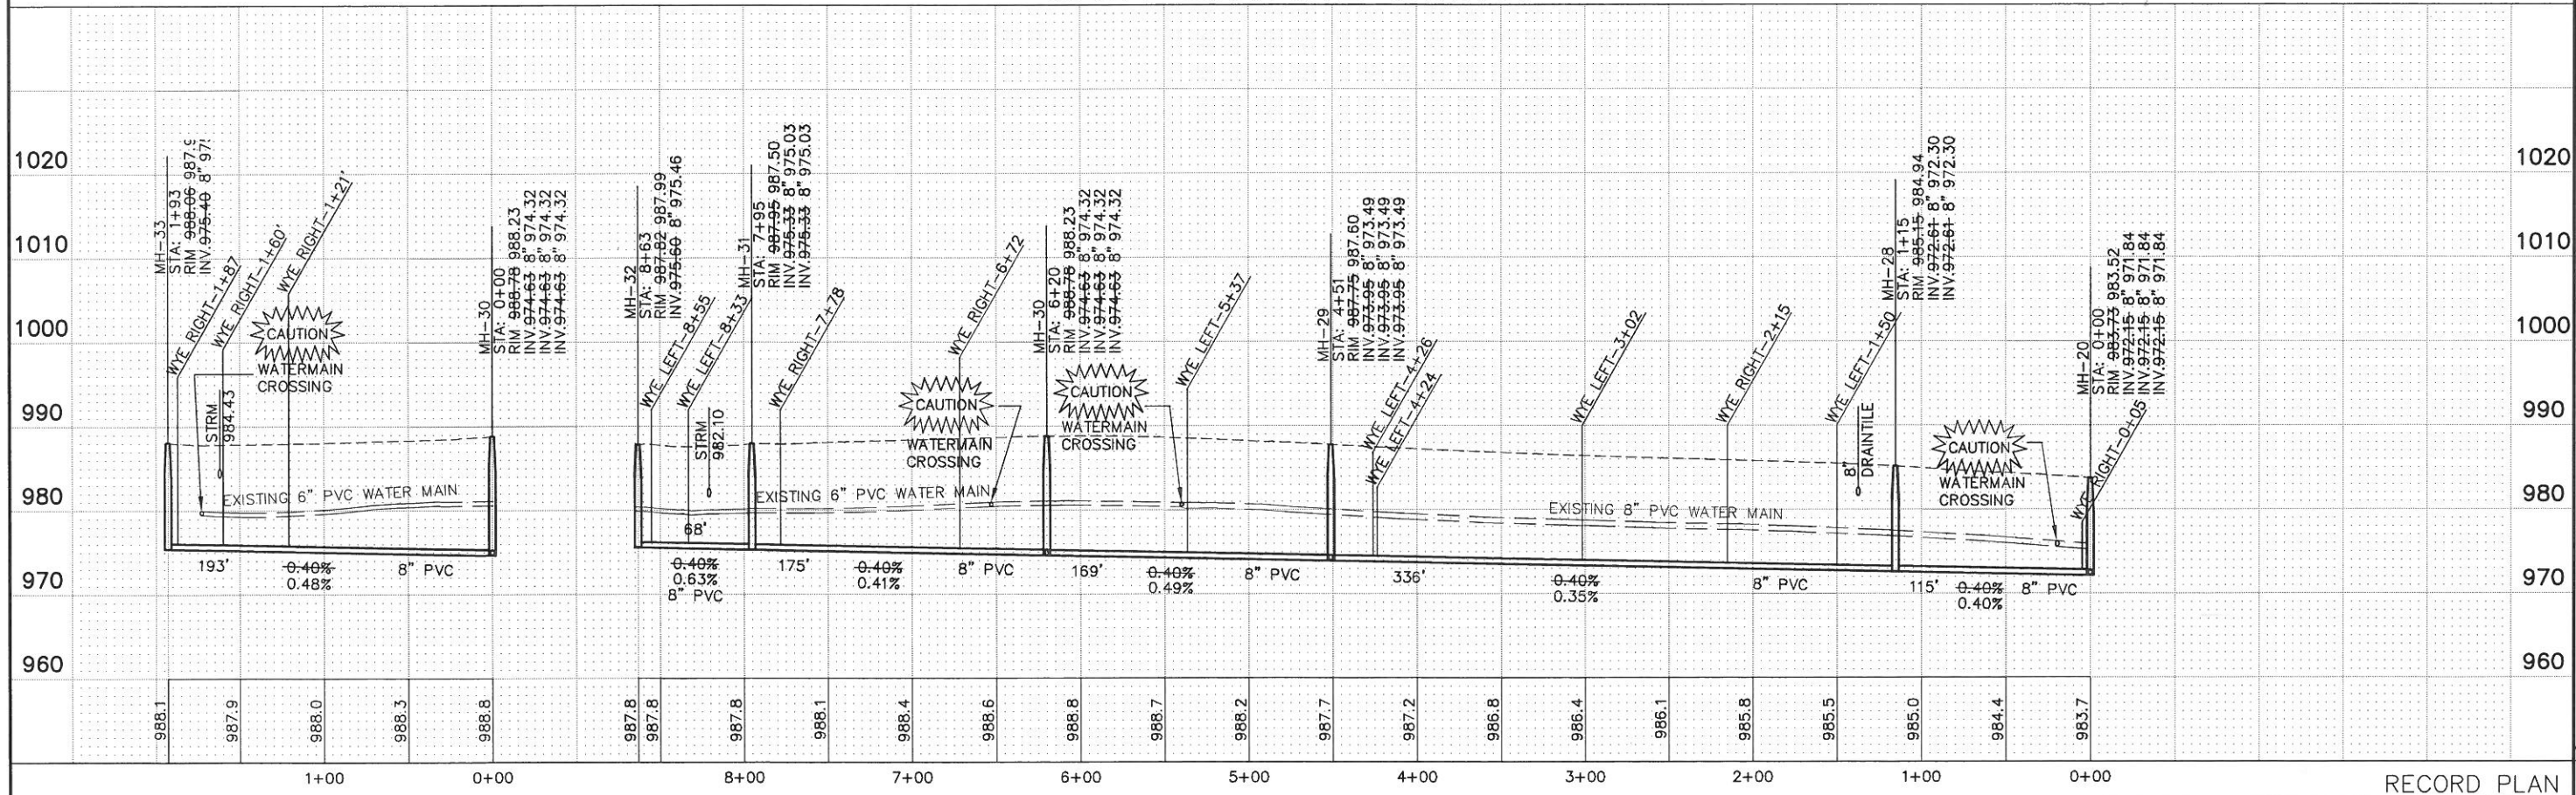 1020
1010
1000
990
980
970
960
MH-33
STA: 1+93
RIM 988.06 987.9
INV.975.40 8" 975
WYE RIGHT-1+87
WYE RIGHT-1+60'
WYE RIGHT-1+21'
CAUTION
WATERMAIN
CROSSING
STRM
984.43
EXISTING 6" PVC WATER MAIN
193'
0.40%
0.48%
8" PVC
MH-30
STA: 0+00
RIM 988.78 988.23
INV.974.63 8" 974.32
INV.974.63 8" 974.32
INV.974.63 8" 974.32
MH-32
STA: 8+63
RIM 987.82 987.99
INV.975.60 8" 975.46
WYE LEFT-8+55
WYE LEFT-8+33
STRM
982.10
68'
0.40%
0.63%
8" PVC
MH-31
STA: 7+95
RIM 987.95 987.50
INV.975.33 8" 975.03
INV.975.33 8" 975.03
WYE RIGHT-7+78
EXISTING 6" PVC WATER MAIN
175'
0.40%
0.41%
8" PVC
WYE RIGHT-6+72
CAUTION
WATERMAIN
CROSSING
MH-30
STA: 6+20
RIM 988.78 988.23
INV.974.63 8" 974.32
INV.974.63 8" 974.32
INV.974.63 8" 974.32
CAUTION
WATERMAIN
CROSSING
WYE LEFT-5+37
169'
0.40%
0.49%
8" PVC
MH-29
STA: 4+51
RIM 987.75 987.60
INV.973.95 8" 973.49
INV.973.95 8" 973.49
INV.973.95 8" 973.49
WYE LEFT-4+26
WYE LEFT-4+24
WYE LEFT-3+02
WYE RIGHT-2+15
WYE LEFT-1+50
EXISTING 8" PVC WATER MAIN
336'
0.40%
0.35%
8" PVC
8"
DRAINTILE
MH-28
STA: 1+15
RIM 985.15 984.94
INV.972.61 8" 972.30
INV.972.61 8" 972.30
CAUTION
WATERMAIN
CROSSING
115'
0.40%
0.40%
8" PVC
MH-20
STA: 0+00
RIM 983.73 983.52
INV.972.15 8" 971.84
INV.972.15 8" 971.84
INV.972.15 8" 971.84
WYE RIGHT-0+05
1020
1010
1000
990
980
970
960
988.1 987.9 988.0 988.3 988.8 987.8 987.8 987.8 988.1 988.4 988.6 988.8 988.7 988.2 987.7 987.2 986.8 986.4 986.1 985.8 985.5 985.0 984.4 983.7
1+00 0+00 8+00 7+00 6+00 5+00 4+00 3+00 2+00 1+00 0+00
RECORD PLAN